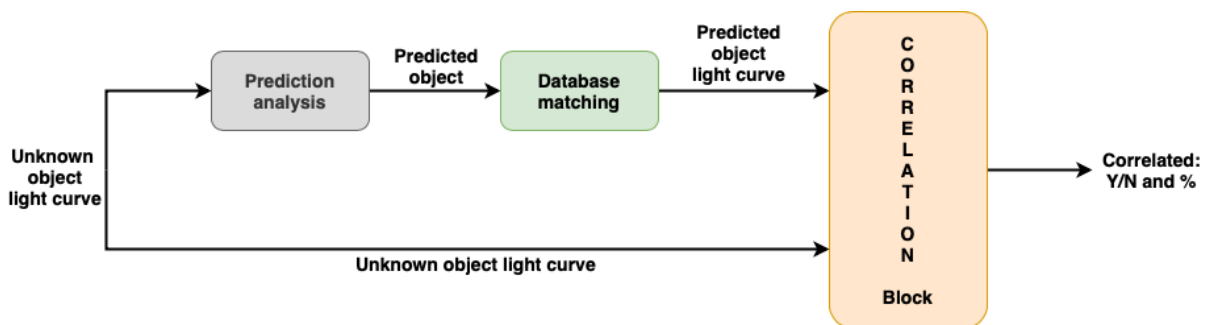 Unknown
object
light curve
Prediction
analysis
Predicted
object
Database
matching
Predicted
object
light curve
Unknown object light curve
C
O
R
R
E
L
A
T
I
O
N
Block
Correlated:
Y/N and %